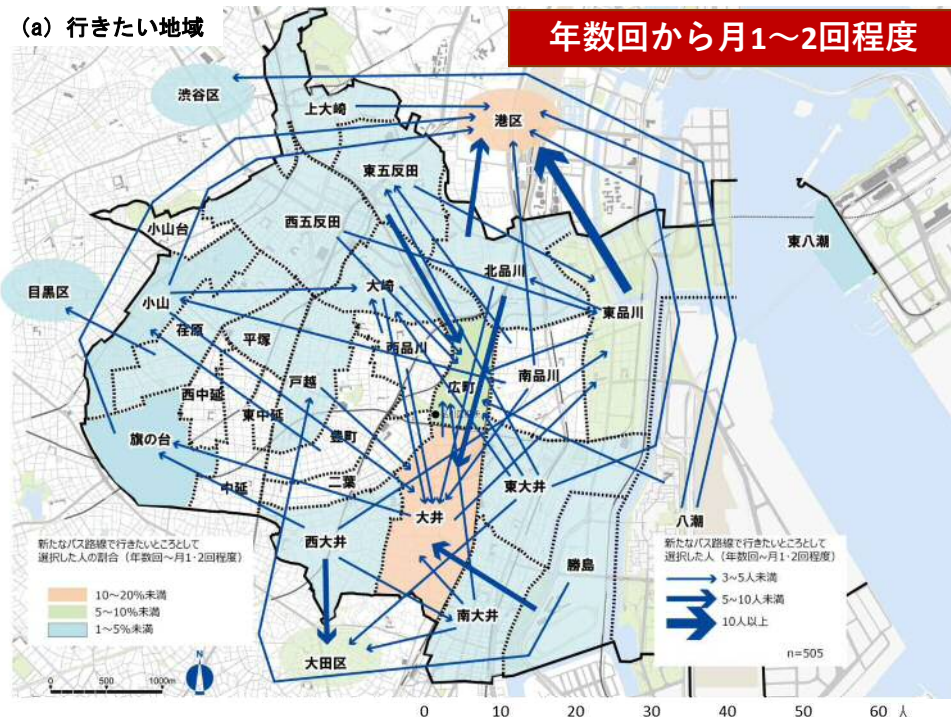 (a) 行きたい地域
年数回から月1～2回程度
渋谷区
上大崎
港区
東五反田
小山台
西五反田
東八潮
北品川
目黒区
大崎
小山
東品川
荏原
平塚
西品川
広町
南品川
戸越
西中延
東中延
旗の台
豊町
二葉
中延
東大井
大井
八潮
西大井
勝島
南大井
大田区
新たなバス路線で行きたいところとして
選択した人の割合（年数回～月1・2回程度）
10～20%未満
5～10%未満
1～5%未満
新たなバス路線で行きたいところとして
選択した人（年数回～月1・2回程度）
3~5人未満
5~10人未満
10人以上
n=505
N
0 500 1000m
0 10 20 30 40 50 60 人